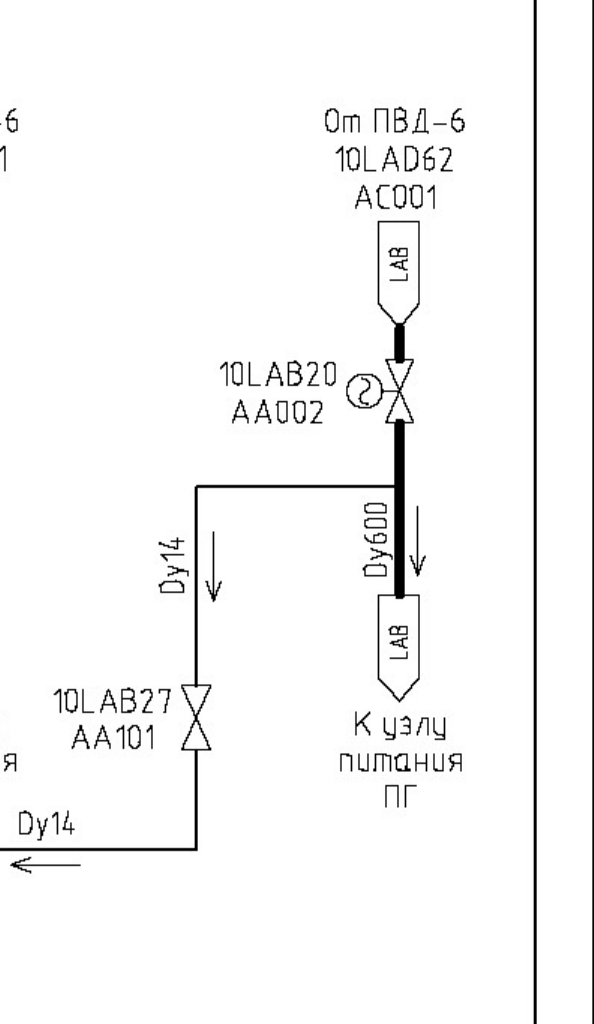 -6
1
От ПВД-6
10LAD62
AC001
LAB
10LAB20
AA002
Dy14
Dy600
LAB
10LAB27
AA101
К узлу
питания
ПГ
я
Dy14